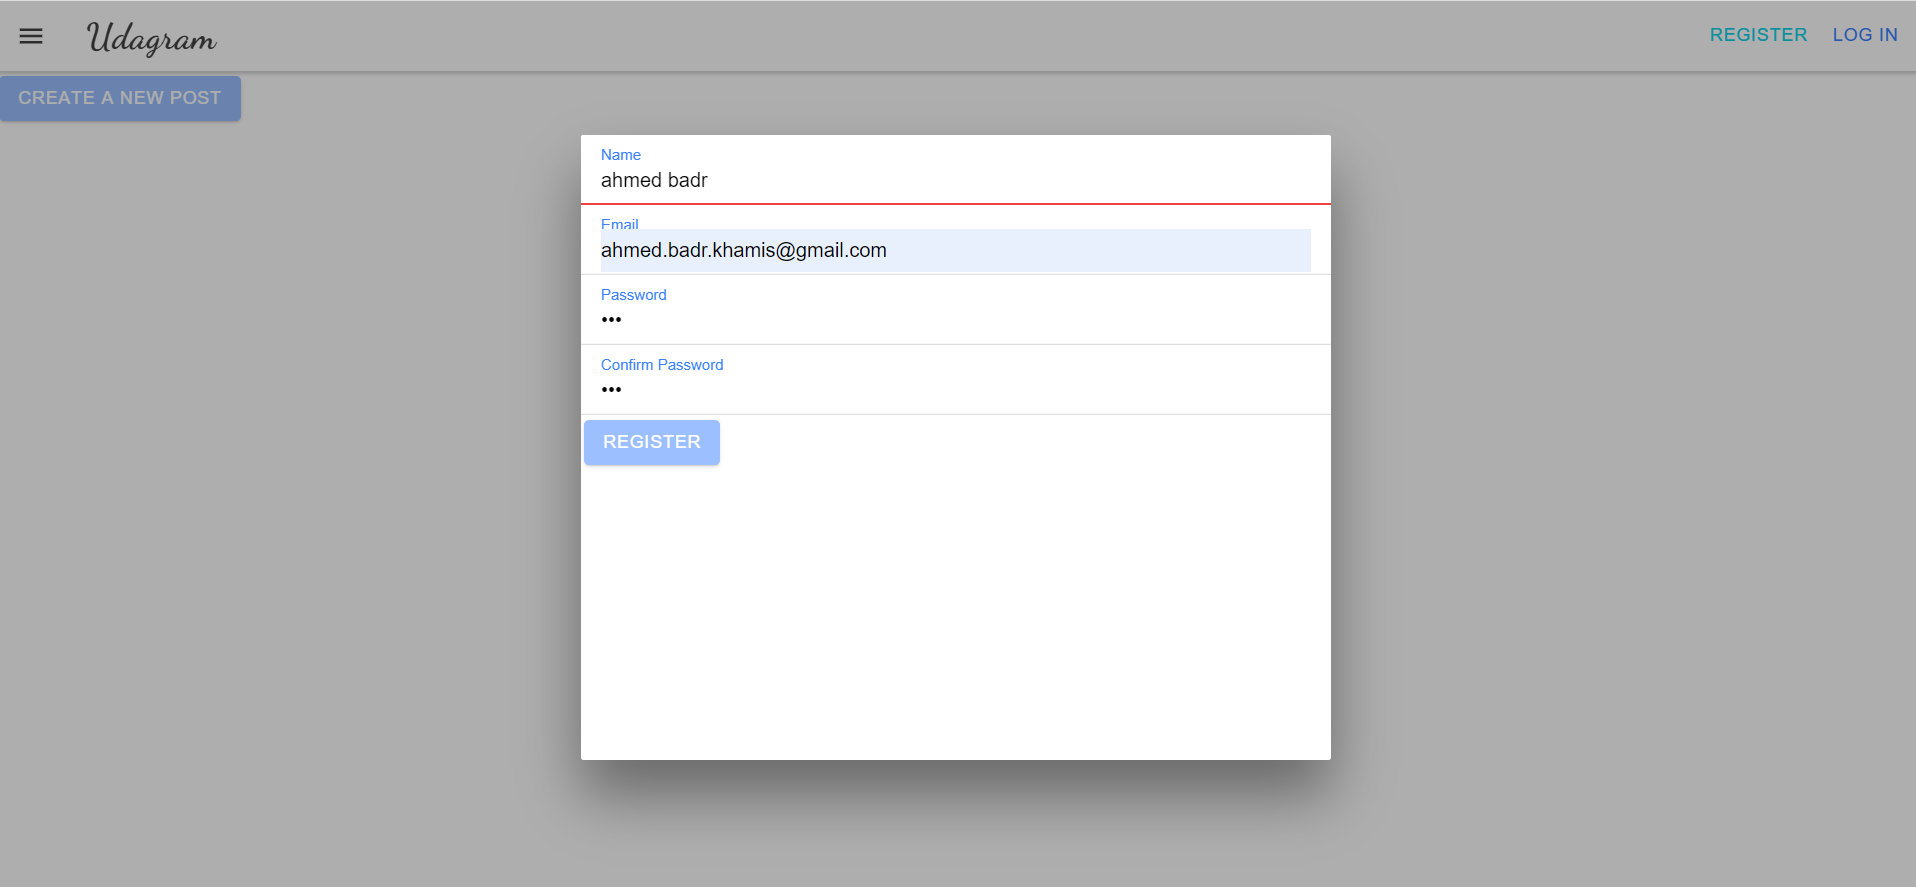 Udagram
REGISTER
LOG IN
CREATE A NEW POST
Name
ahmed badr
Email
ahmed.badr.khamis@gmail.com
Password
•••
Confirm Password
•••
REGISTER